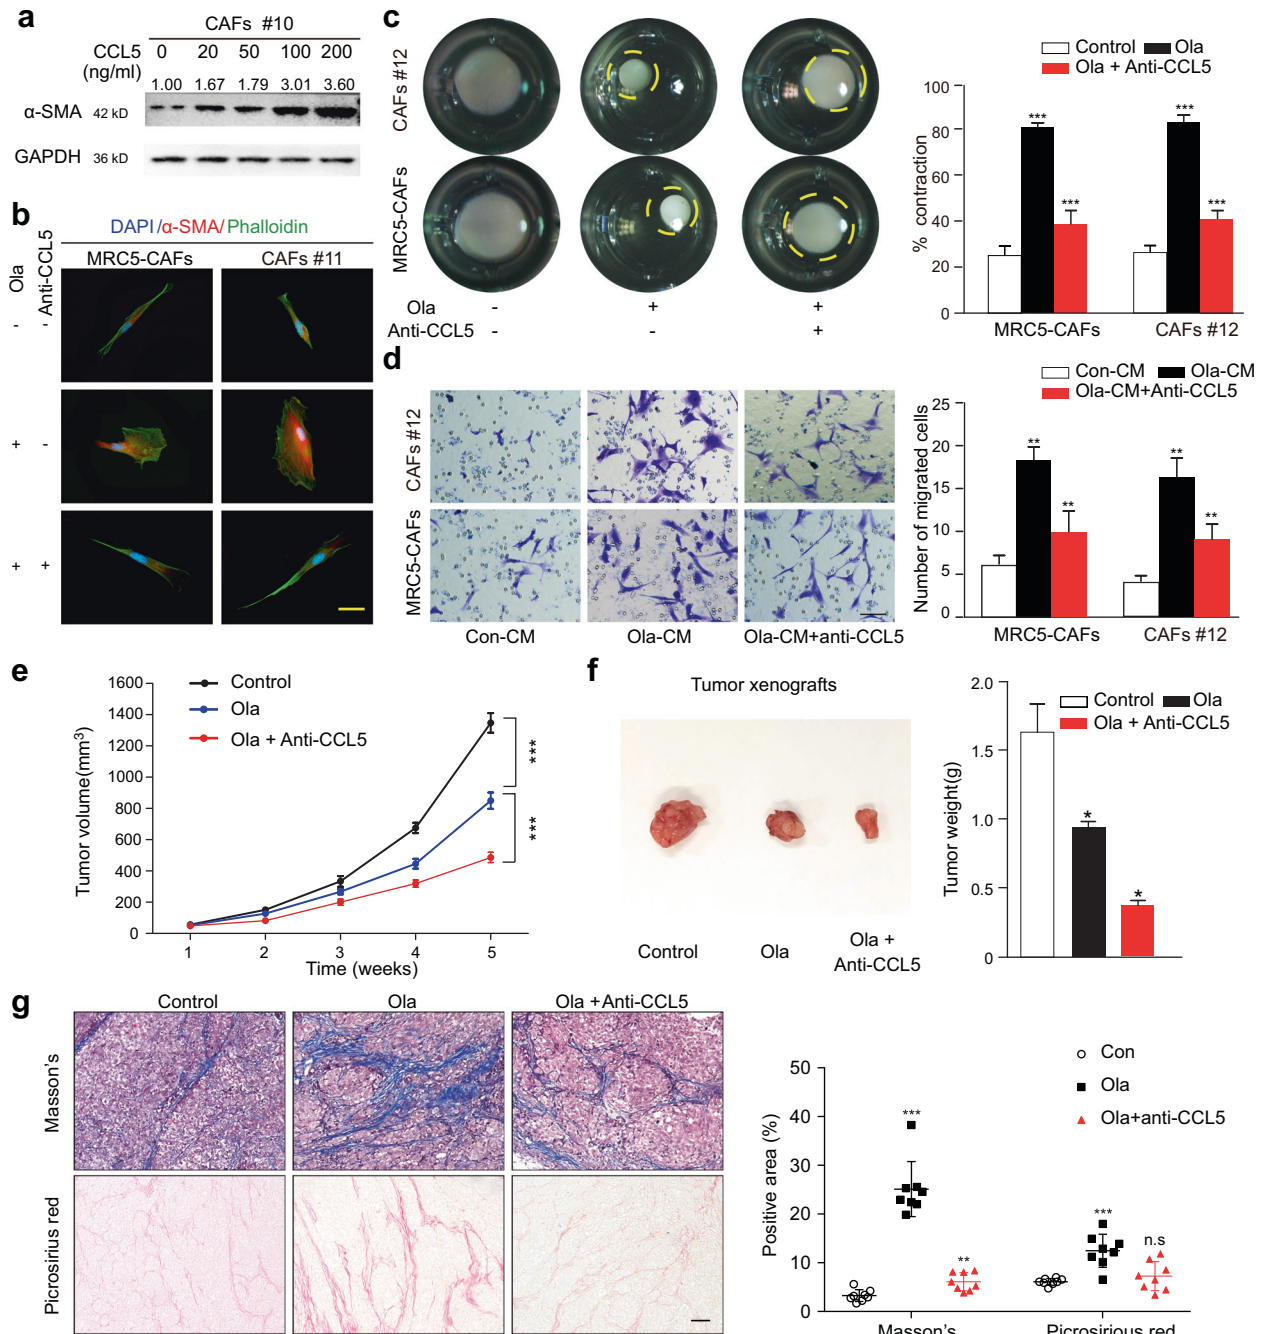 a
CAFs #10
CCL5 0 20 50 100 200
(ng/ml)
1.00 1.67 1.79 3.01 3.60
α-SMA 42 kD
GAPDH 36 kD
b
DAPI/α-SMA/Phalloidin
Ola
Anti-CCL5
MRC5-CAFs CAFs #11
- -
+ -
+ +
c
CAFs #12
MRC5-CAFs
Ola - + +
Anti-CCL5 - - +
Control Ola
Ola + Anti-CCL5
% contraction
100
80
60
40
20
0
*** *** *** ***
MRC5-CAFs CAFs #12
d
CAFs #12
MRC5-CAFs
Con-CM Ola-CM Ola-CM+anti-CCL5
Con-CM Ola-CM
Ola-CM+Anti-CCL5
Number of migrated cells
25
20
15
10
5
0
** ** ** **
MRC5-CAFs CAFs #12
e
Control
Ola
Ola + Anti-CCL5
Tumor volume(mm³)
1600
1400
1200
1000
800
600
400
200
0
***
***
1 2 3 4 5
Time (weeks)
f
Tumor xenografts
Control Ola Ola +
Anti-CCL5
Control Ola
Ola + Anti-CCL5
Tumor weight(g)
2.0
1.5
1.0
0.5
0
* *
g
Control Ola Ola +Anti-CCL5
Masson's
Picrosirius red
Con
Ola
Ola+anti-CCL5
Positive area (%)
50
40
30
20
10
0
*** ** *** n.s
Masson's Picrosirious red